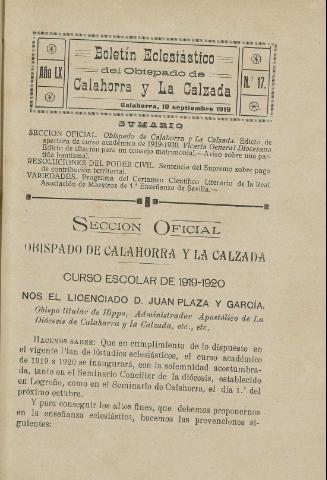 Boletín Eclesiástico
del Obispado de
Calahorra y La Calzada
Año LX
N.º 17.
Calahorra, 10 septiembre 1919
SUMARIO
SECCION OFICIAL. Obispado de Calahorra y La Calzada. Edicto de
apertura de curso académico de 1919-1920. Vicaría General Diocesana
Edicto de citación para un consejo matrimonial.—Aviso sobre una par-
tida bautismal.
RESOLUCIONES DEL PODER CIVIL. Sentencia del Supremo sobre pago
de contribución territorial.
VARIEDADES. Programa del Certamen Científico Literario de la Real
Asociación de Maestros de 1.ª Enseñanza de Sevilla.—
SECCION OFICIAL
OBISPADO DE CALAHORRA Y LA CALZADA
CURSO ESCOLAR DE 1919-1920
NOS EL LICENCIADO D. JUAN PLAZA Y GARCÍA,
Obispo titular de Hippo, Administrador Apostólico de La
Diócesis de Calahorra y la Calzada, etc., etc.
HACEMOS SABER: Que en cumplimiento de lo dispuesto en
el vigente Plan de Estudios eclesiásticos, el curso académico
de 1919 a 1920 se inaugurará, con la solemnidad acostumbra-
da, tanto en el Seminario Conciliar de la diócesis, establecido
en Logroño, como en el Seminario de Calahorra, el día 1.º del
próximo octubre.
Y para conseguir los altos fines, que debemos proponernos
en la enseñanza eclesiástica, hacemos las prevenciones si-
guientes: